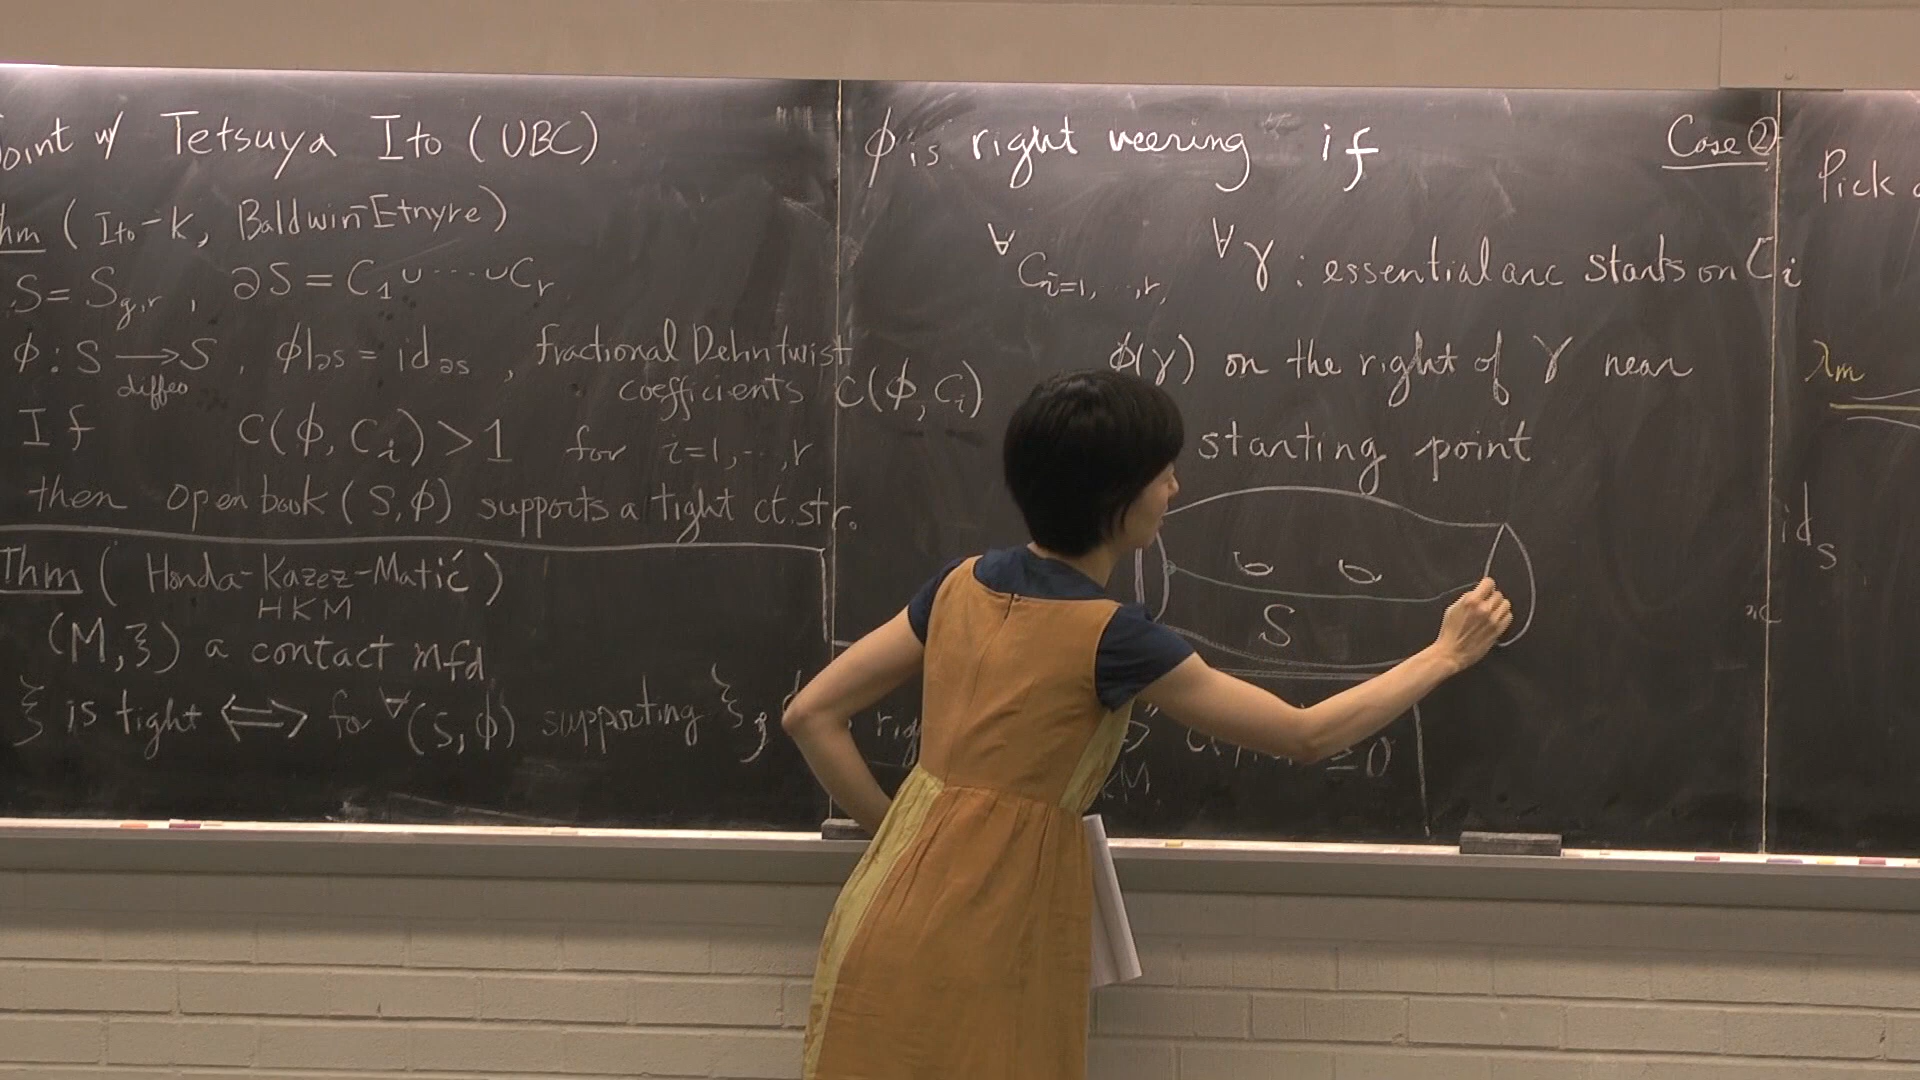 oint w/ Tetsuya Ito (UBC)
hm (Ito-K, Baldwin-Etnyre)
S = S_{g,r} , ∂S = C_1 ∪ ⋯ ∪ C_r
φ : S → S , φ|_{∂S} = id_{∂S} , fractional Dehn twist
diffeo coefficients C(φ, C_i)
If C(φ, C_i) > 1 for i=1, ⋯, r
then open book (S, φ) supports a tight ct. str.
Thm (Honda-Kazez-Matić)
HKM
(M, ξ) a contact mfd
ξ is tight ⟺ for ∀(S, φ) supporting ξ,
φ is right veering if
∀ C_{i=1, ⋯, r,} ∀γ : essential arc starts on C_i
φ(γ) on the right of γ near
starting point
S
≥ 0
Case ②
Pick
λ_m
id_S